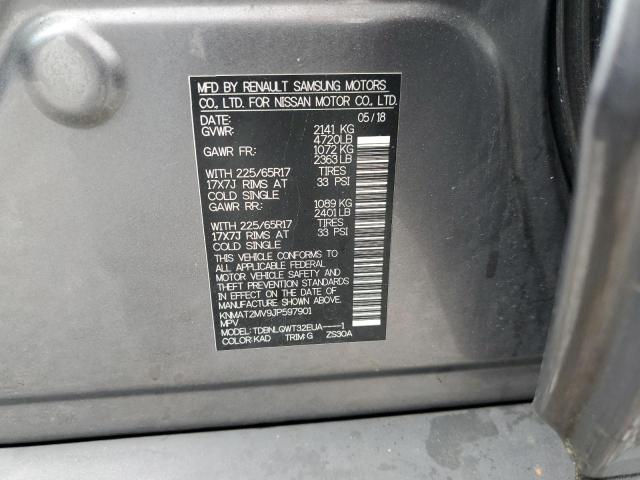 MFD BY RENAULT SAMSUNG MOTORS
CO., LTD. FOR NISSAN MOTOR CO., LTD.
DATE: 05/18
GVWR: 2141 KG
4720LB
GAWR FR: 1072 KG
2363 LB
WITH 225/65R17 TIRES
17X7J RIMS AT 33 PSI
COLD SINGLE
GAWR RR: 1089 KG
2401 LB
WITH 225/65R17 TIRES
17X7J RIMS AT 33 PSI
COLD SINGLE
THIS VEHICLE CONFORMS TO
ALL APPLICABLE FEDERAL
MOTOR VEHICLE SAFETY AND
THEFT PREVENTION
STANDARDS IN EFFECT ON
THE DATE OF
MANUFACTURE SHOWN ABOVE.
KNMAT2MV9JP597901
MPV
MODEL: TDBNLQWT32EUA-----1
COLOR: KAD TRIM: G ZS30A